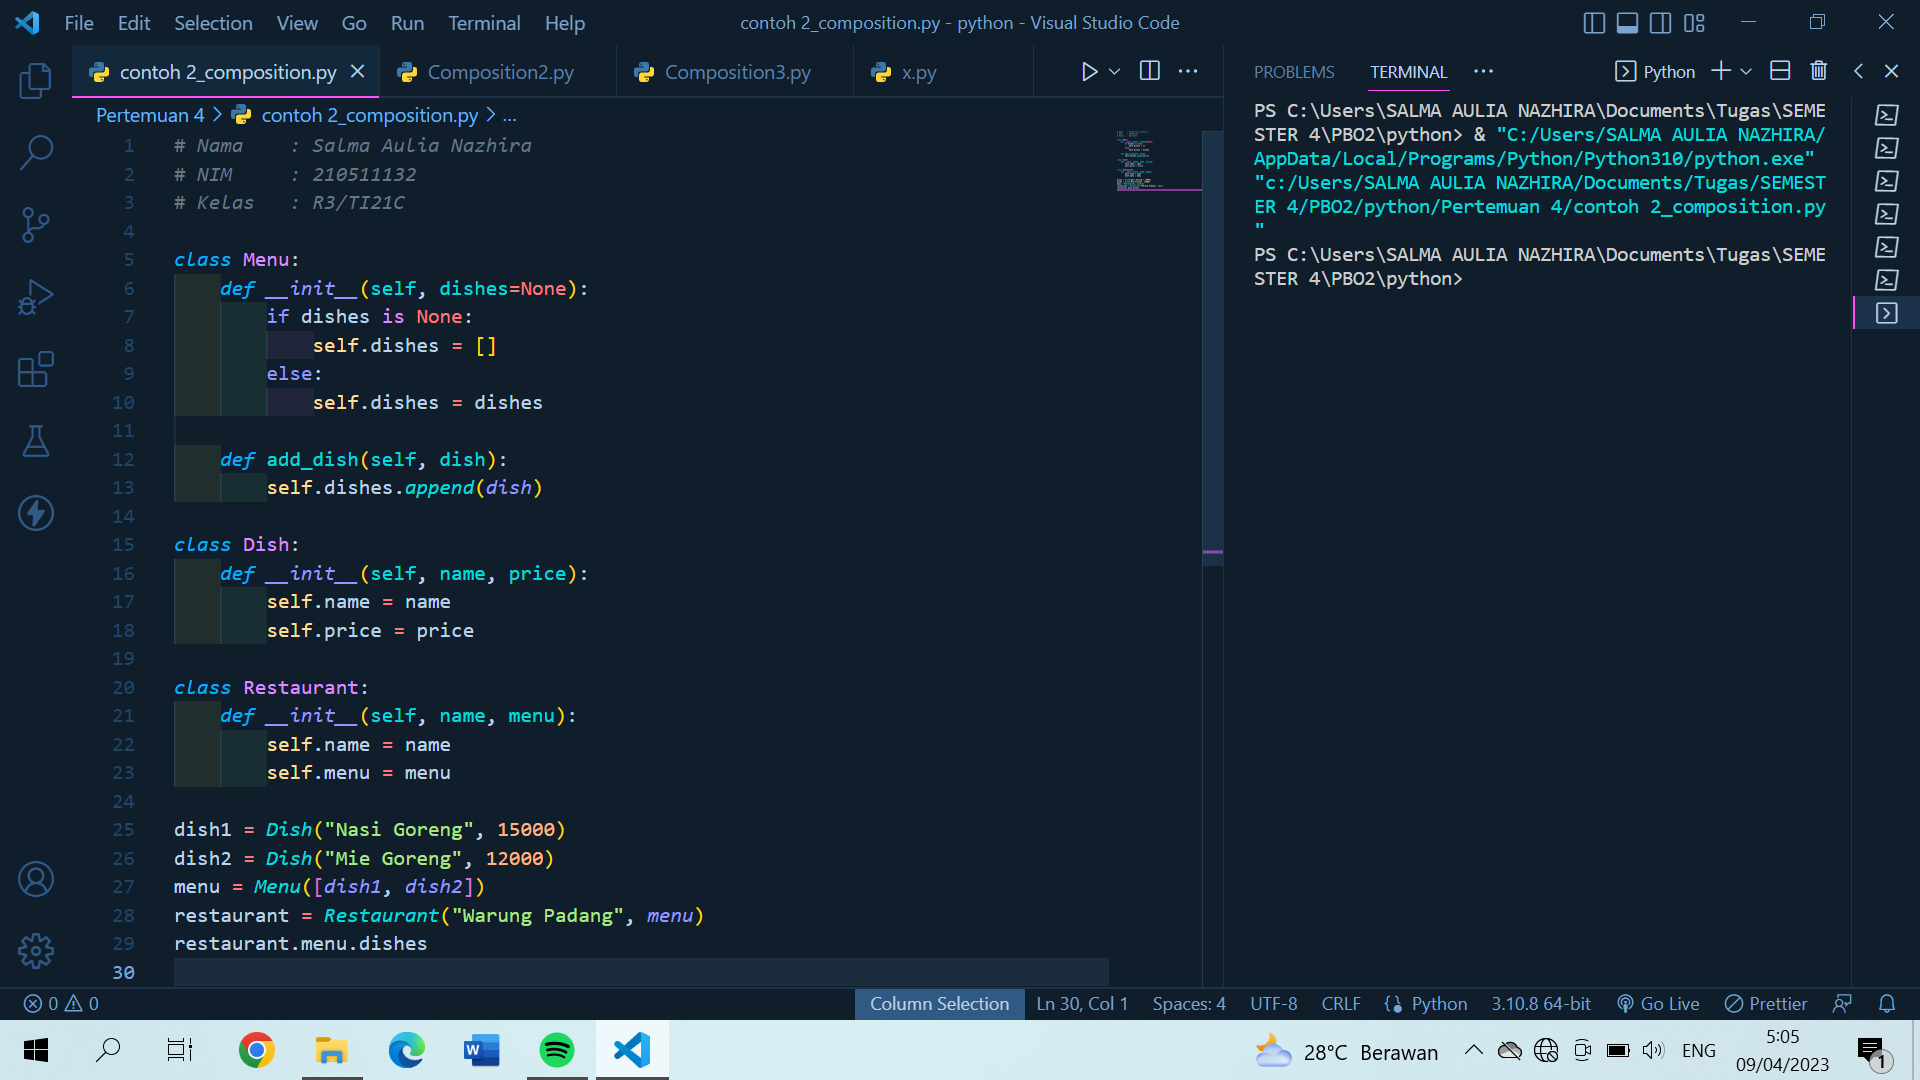 File Edit Selection View Go Run Terminal Help
contoh 2_composition.py - python - Visual Studio Code
contoh 2_composition.py Composition2.py Composition3.py x.py
Pertemuan 4 > contoh 2_composition.py > ...
1 # Nama    : Salma Aulia Nazhira
2 # NIM     : 210511132
3 # Kelas   : R3/TI21C
4
5 class Menu:
6     def __init__(self, dishes=None):
7         if dishes is None:
8             self.dishes = []
9         else:
10             self.dishes = dishes
11
12     def add_dish(self, dish):
13         self.dishes.append(dish)
14
15 class Dish:
16     def __init__(self, name, price):
17         self.name = name
18         self.price = price
19
20 class Restaurant:
21     def __init__(self, name, menu):
22         self.name = name
23         self.menu = menu
24
25 dish1 = Dish("Nasi Goreng", 15000)
26 dish2 = Dish("Mie Goreng", 12000)
27 menu = Menu([dish1, dish2])
28 restaurant = Restaurant("Warung Padang", menu)
29 restaurant.menu.dishes
30
PROBLEMS TERMINAL ... Python
PS C:\Users\SALMA AULIA NAZHIRA\Documents\Tugas\SEME
STER 4\PBO2\python> & "C:/Users/SALMA AULIA NAZHIRA/
AppData/Local/Programs/Python/Python310/python.exe"
"c:/Users/SALMA AULIA NAZHIRA/Documents/Tugas/SEMEST
ER 4/PBO2/python/Pertemuan 4/contoh 2_composition.py
"
PS C:\Users\SALMA AULIA NAZHIRA\Documents\Tugas\SEME
STER 4\PBO2\python>
0 0 Column Selection Ln 30, Col 1 Spaces: 4 UTF-8 CRLF Python 3.10.8 64-bit Go Live Prettier
28°C Berawan ENG 5:05
09/04/2023 1